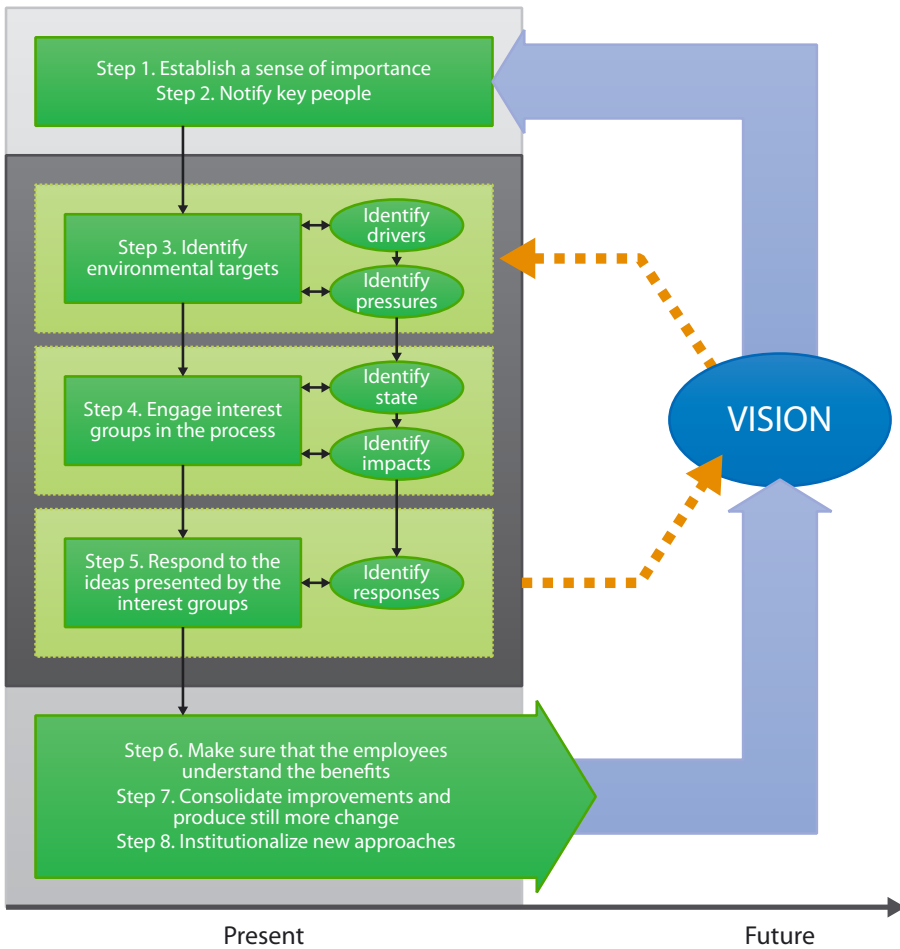 Step 1. Establish a sense of importance
Step 2. Notify key people
Step 3. Identify
environmental targets
Identify
drivers
Identify
pressures
Step 4. Engage interest
groups in the process
Identify
state
Identify
impacts
VISION
Step 5. Respond to the
ideas presented by the
interest groups
Identify
responses
Step 6. Make sure that the employees
understand the benefits
Step 7. Consolidate improvements and
produce still more change
Step 8. Institutionalize new approaches
Present
Future